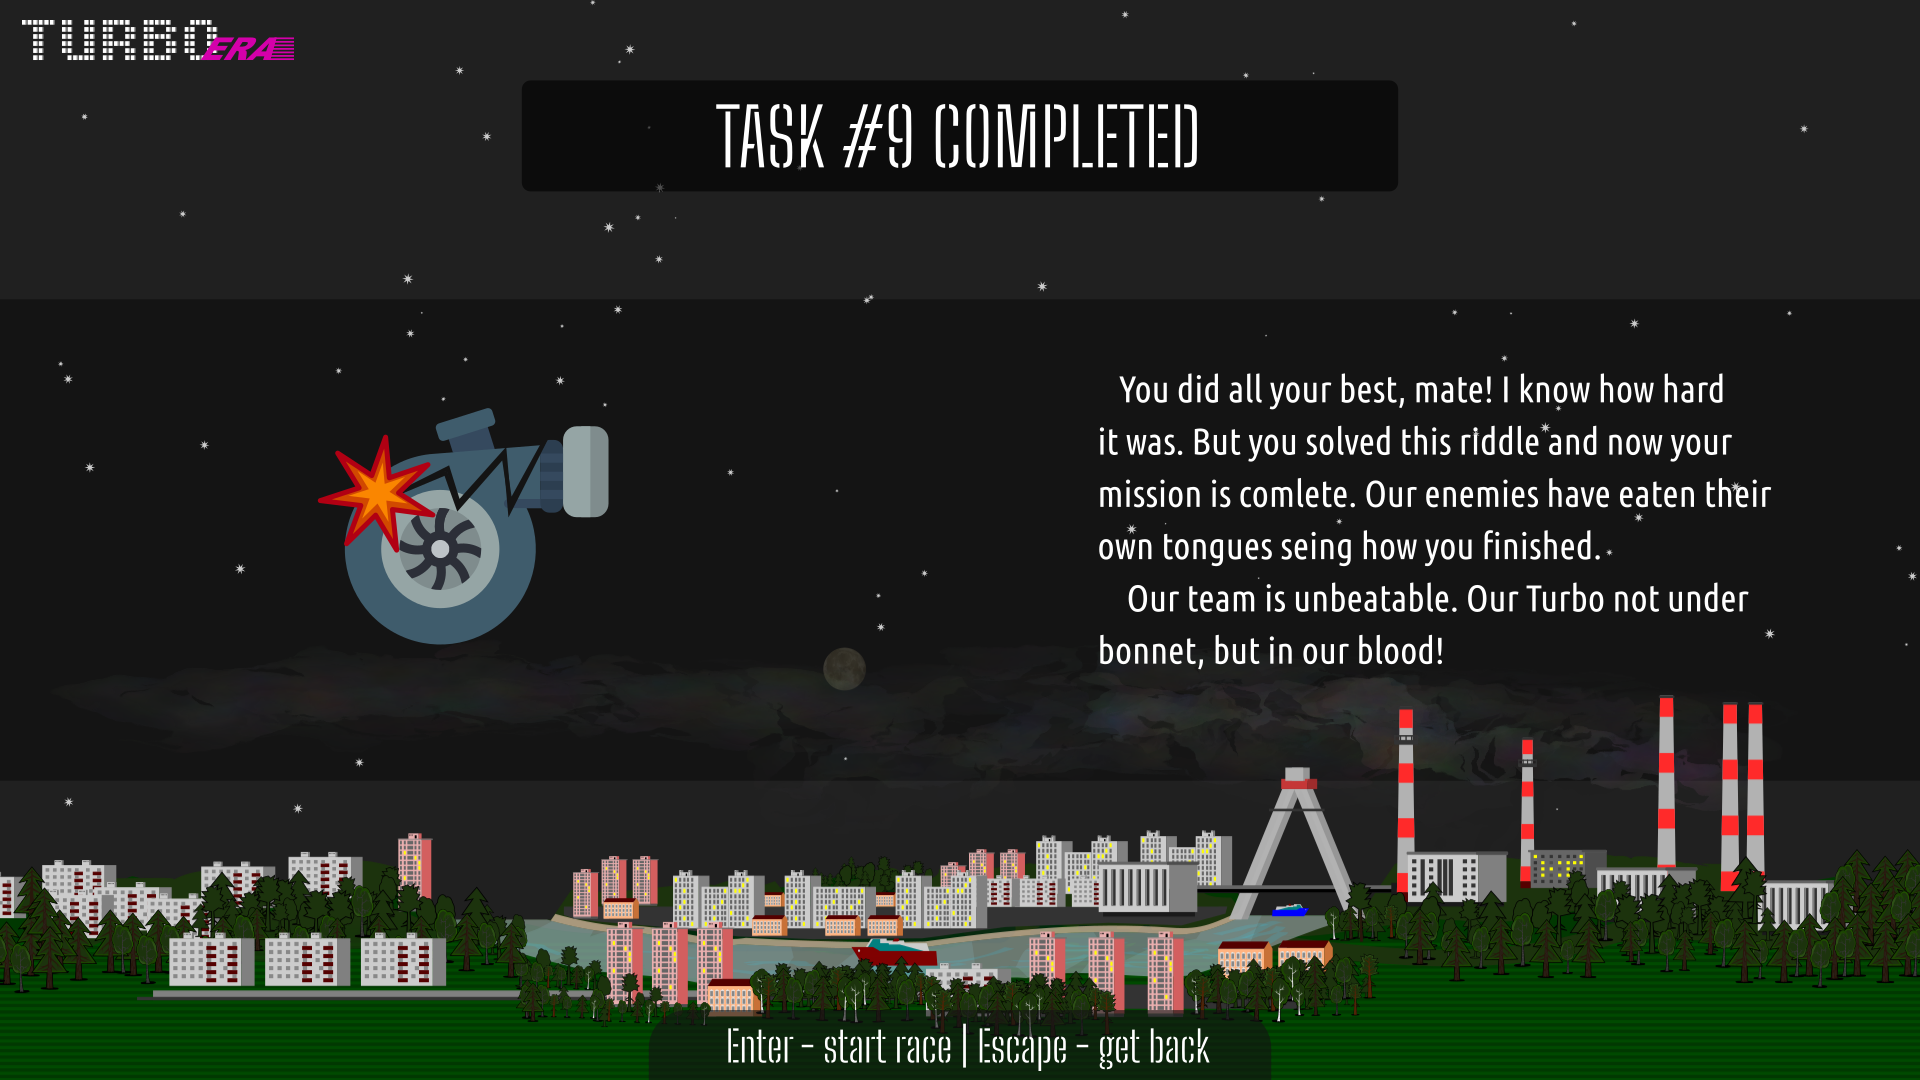 TURBO ERA
TASK #9 COMPLETED
You did all your best, mate! I know how hard
it was. But you solved this riddle and now your
mission is comlete. Our enemies have eaten their
own tongues seing how you finished.
Our team is unbeatable. Our Turbo not under
bonnet, but in our blood!
Enter - start race | Escape - get back